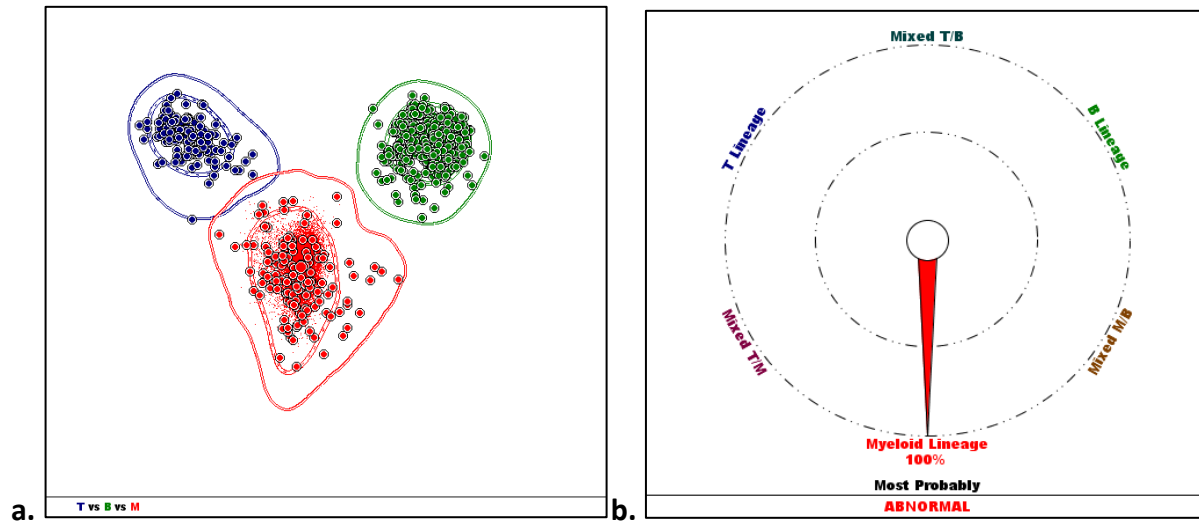 a.
T vs B vs M
b.
Mixed T/B
T Lineage
B Lineage
Mixed T/M
Mixed M/B
Myeloid Lineage
100%
Most Probably
ABNORMAL